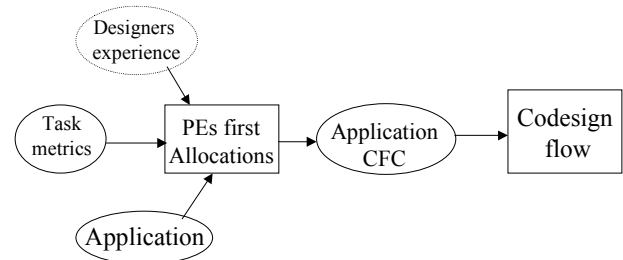 Designers
experience
Task
metrics
PEs first
Allocations
Application
CFC
Codesign
flow
Application